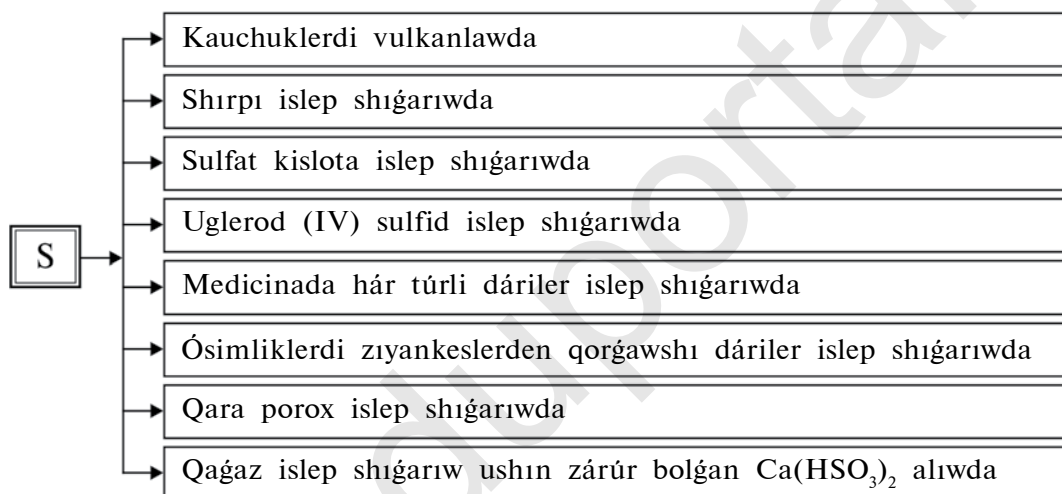 Kauchuklerdi vulkanlawda
Shırpı islep shıǵarıwda
Sulfat kislota islep shıǵarıwda
Uglerod (IV) sulfid islep shıǵarıwda
S
Medicinada hár túrli dáriler islep shıǵarıwda
Ósimliklerdi zıyankeslerden qorǵawshı dáriler islep shıǵarıwda
Qara porox islep shıǵarıwda
Qaǵaz islep shıǵarıw ushın zárúr bolǵan Ca(HSO₃)₂ alıwda